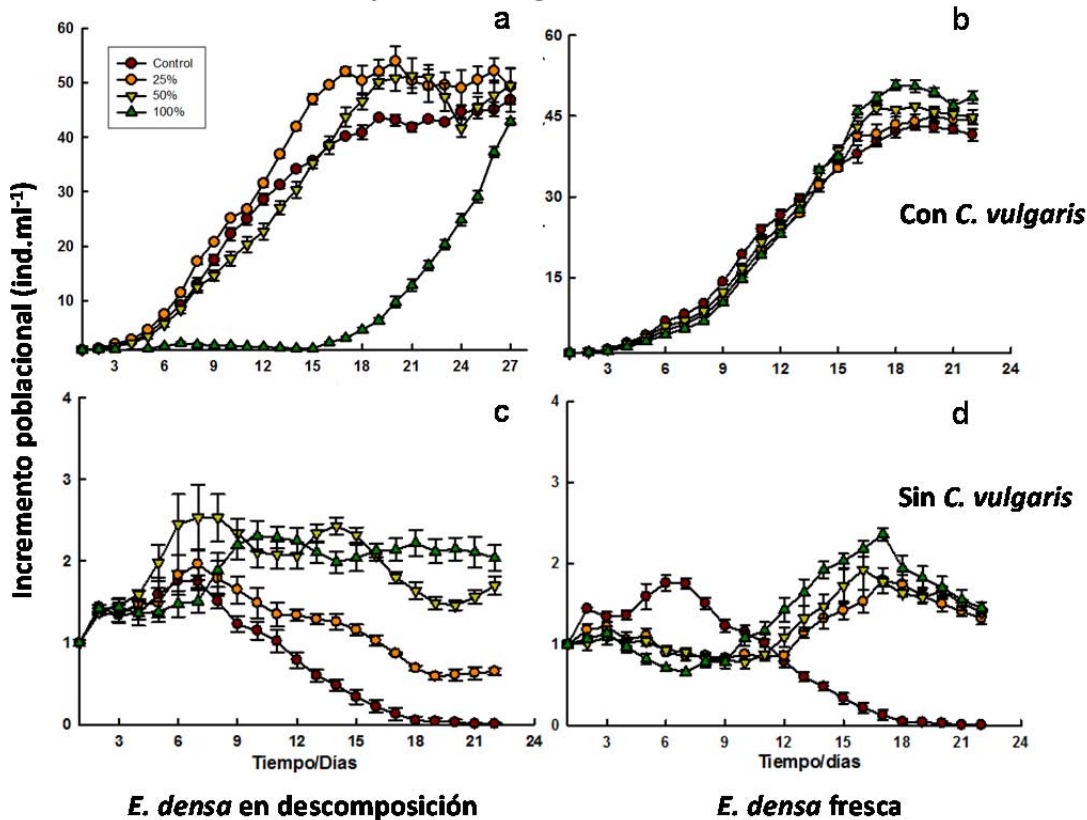 a
60
50
40
30
20
10
3 6 9 12 15 18 21 24 27
Control
25%
50%
100%
b
60
45
30
15
3 6 9 12 15 18 21 24
Con C. vulgaris
Incremento poblacional (ind.ml-1)
c
4
3
2
1
0
3 6 9 12 15 18 21 24
Tiempo/Dias
d
4
3
2
1
0
3 6 9 12 15 18 21 24
Tiempo/días
Sin C. vulgaris
E. densa en descomposición
E. densa fresca